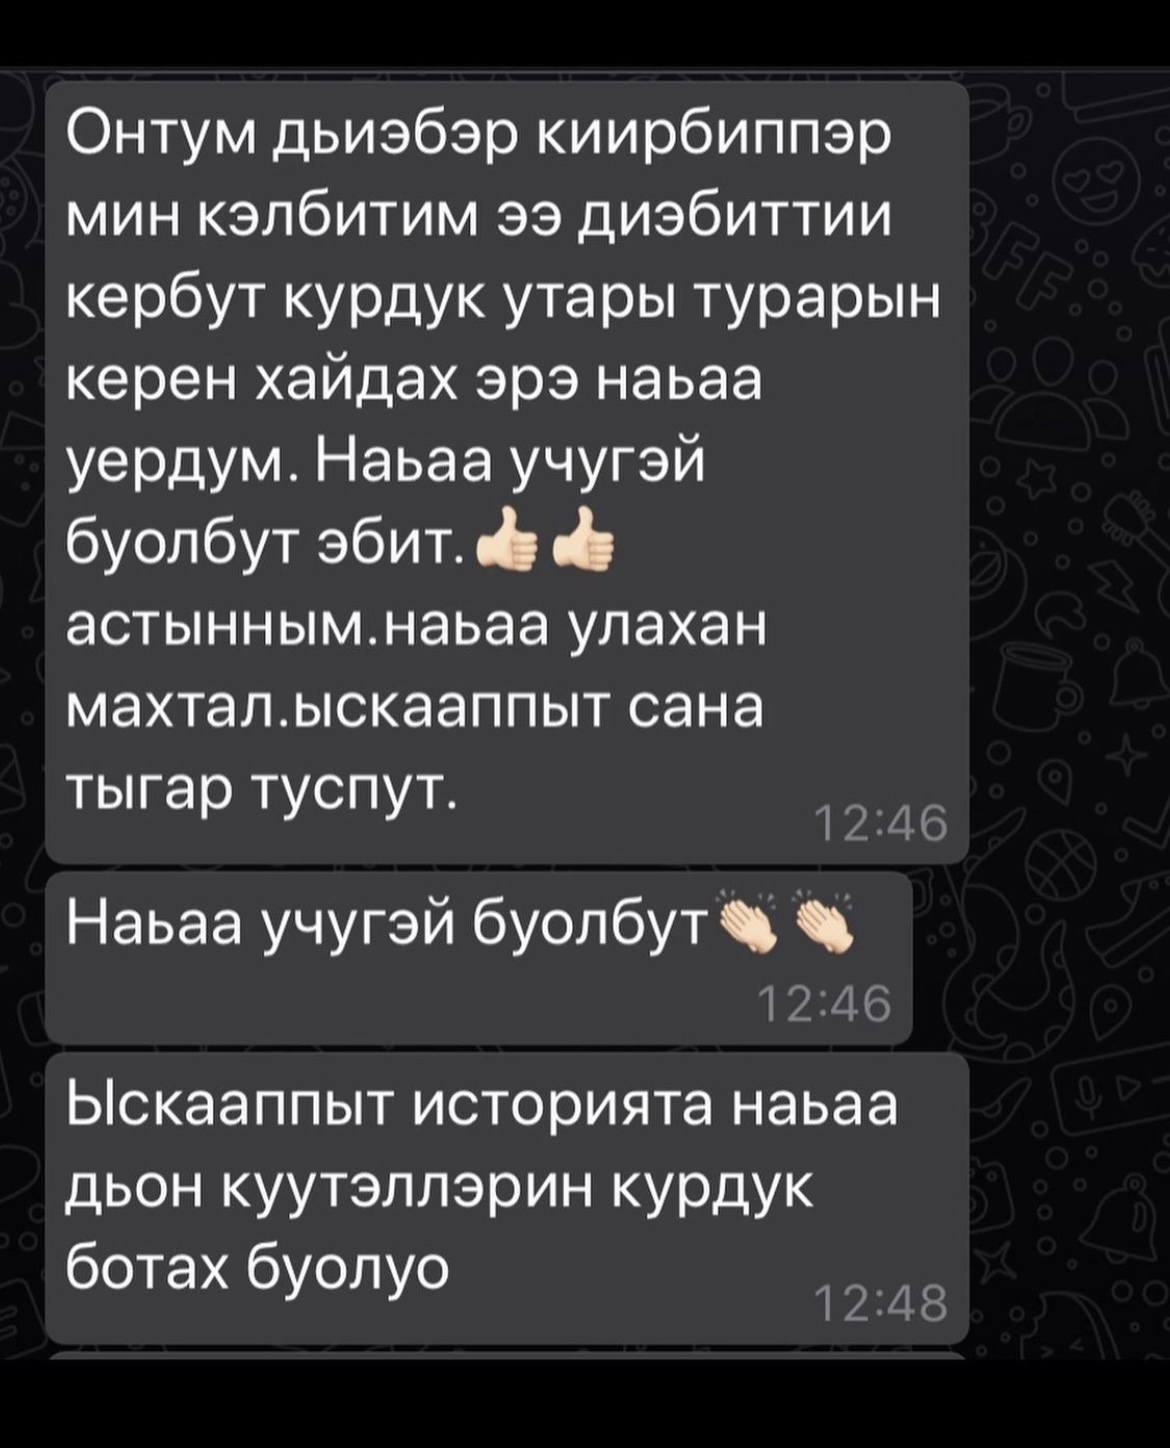 Онтум дьиэбэр киирбиппэр
мин кэлбитим ээ диэбиттии
кербут курдук утары турарын
керен хайдах эрэ наьаа
уердум. Наьаа учугэй
буолбут эбит.👍🏻👍🏻
астынным.наьаа улахан
махтал.ыскааппыт сана
тыгар туспут.
12:46
Наьаа учугэй буолбут👏🏻👏🏻
12:46
Ыскааппыт историята наьаа
дьон куутэллэрин курдук
ботах буолуо
12:48